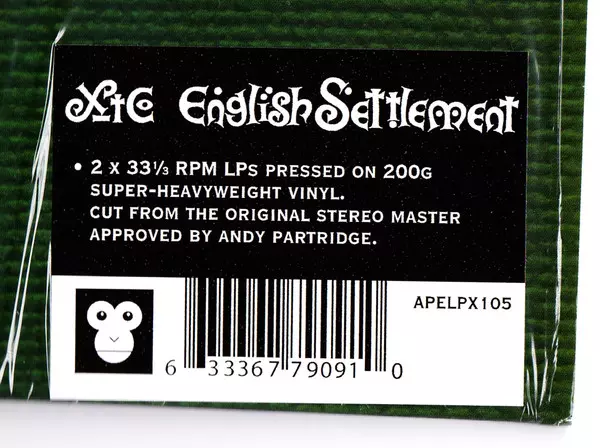 XTC English Settlement
• 2 x 33⅓ RPM LPs PRESSED ON 200G
SUPER-HEAVYWEIGHT VINYL.
CUT FROM THE ORIGINAL STEREO MASTER
APPROVED BY ANDY PARTRIDGE.
APELPX105
6 33367 79091 0